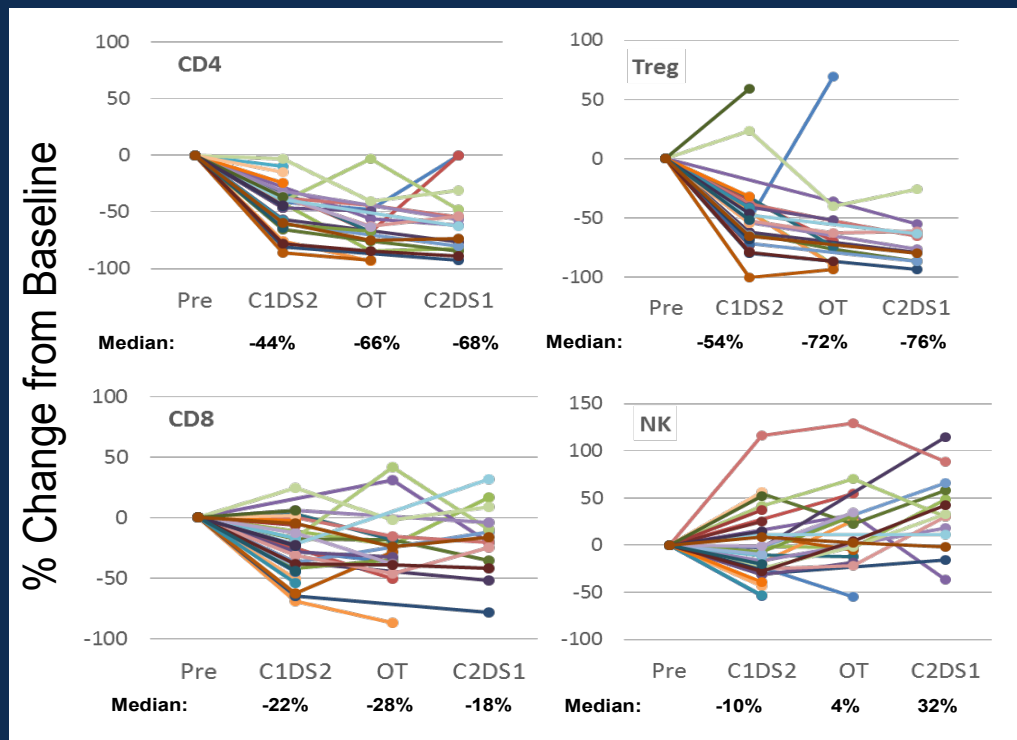 % Change from Baseline
CD4
100
50
0
-50
-100
Pre C1DS2 OT C2DS1
Median: -44% -66% -68%
Treg
100
50
0
-50
-100
Pre C1DS2 OT C2DS1
Median: -54% -72% -76%
CD8
100
50
0
-50
-100
Pre C1DS2 OT C2DS1
Median: -22% -28% -18%
NK
150
100
50
0
-50
-100
Pre C1DS2 OT C2DS1
Median: -10% 4% 32%